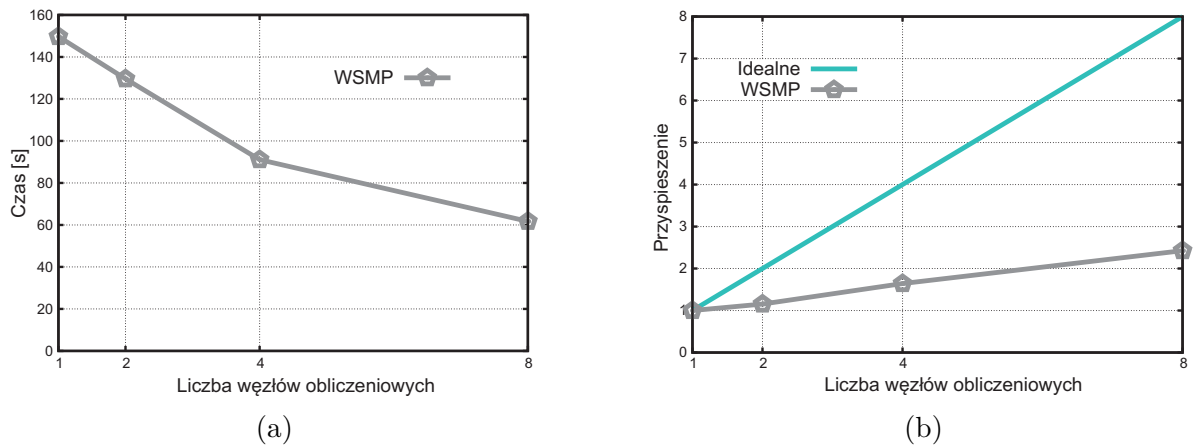 160
140
120
100
80
60
40
20
0
Czas [s]
WSMP
1 2 4 8
Liczba węzłów obliczeniowych
(a)
8
7
6
5
4
3
2
1
0
Przyspieszenie
Idealne
WSMP
1 2 4 8
Liczba węzłów obliczeniowych
(b)